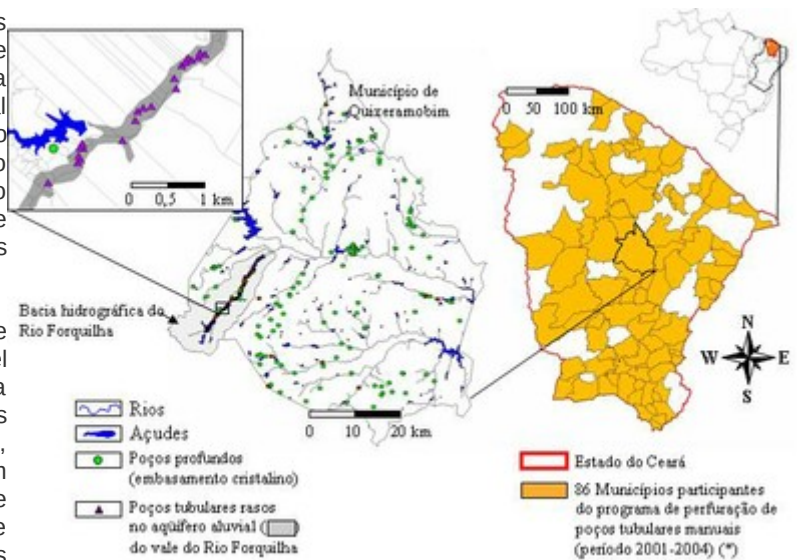 Município de
Quixeramobim
0 0,5 1 km
Bacia hidrográfica do
Rio Forquilha
0 10 20 km
Rios
Açudes
Poços profundos
(embasamento cristalino)
Poços tubulares rasos
no aqüífero aluvial (
)
do vale do Rio Forquilha
0 50 100 km
N
W E
S
Estado do Ceará
86 Municípios participantes
do programa de perfuração de
poços tubulares manuais
(período 2001-2004) (*)